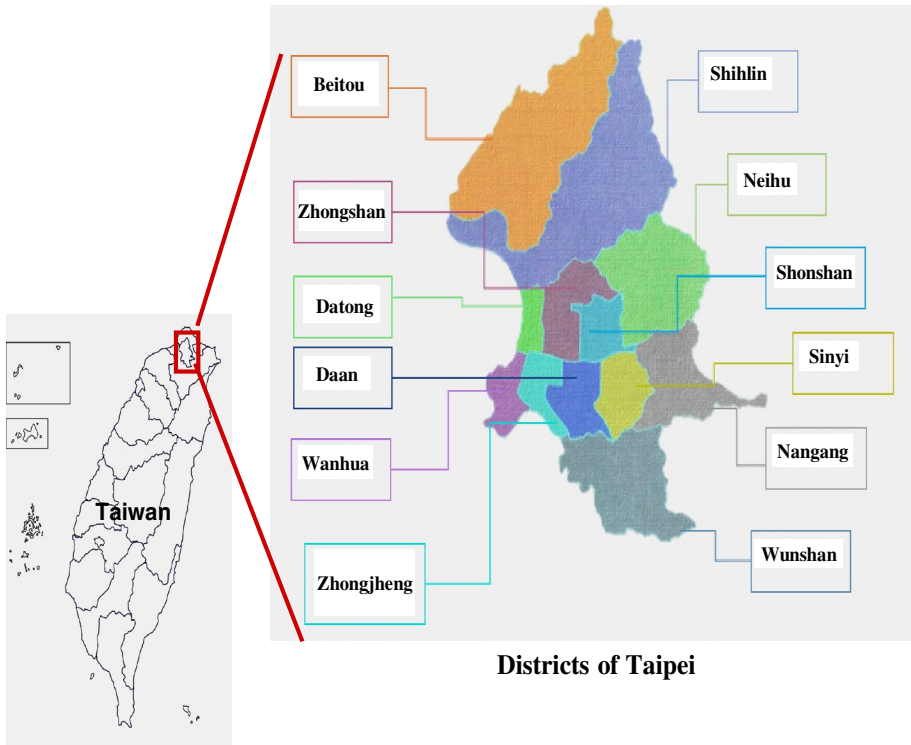 Beitou
Shihlin
Neihu
Zhongshan
Shonshan
Datong
Sinyi
Daan
Wanhua
Nangang
Taiwan
Wunshan
Zhongjheng
Districts of Taipei